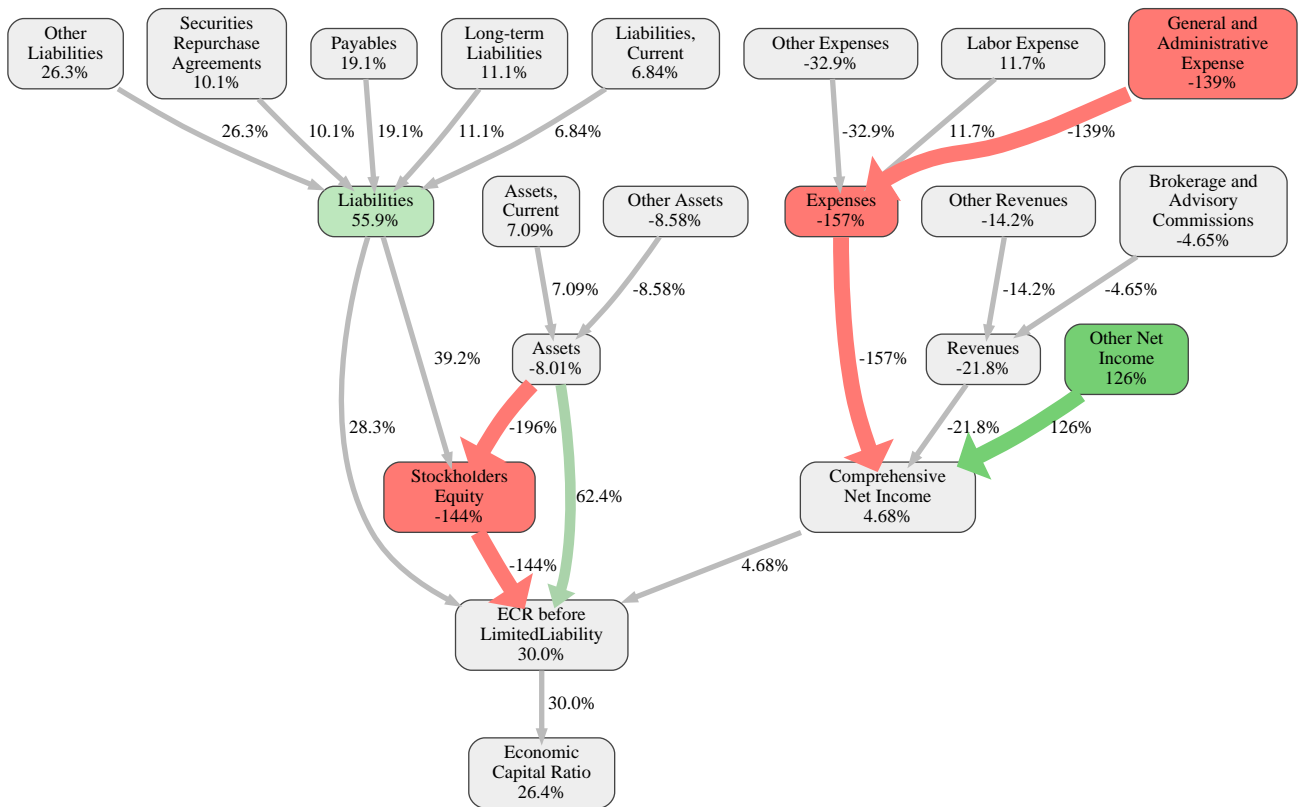 Other
Liabilities
26.3%
Securities
Repurchase
Agreements
10.1%
Payables
19.1%
Long-term
Liabilities
11.1%
Liabilities,
Current
6.84%
Other Expenses
-32.9%
Labor Expense
11.7%
General and
Administrative
Expense
-139%
26.3%
10.1%
19.1%
11.1%
6.84%
-32.9%
11.7%
-139%
Liabilities
55.9%
Assets,
Current
7.09%
Other Assets
-8.58%
Expenses
-157%
Other Revenues
-14.2%
Brokerage and
Advisory
Commissions
-4.65%
7.09%
-8.58%
-14.2%
-4.65%
39.2%
Assets
-8.01%
-157%
Revenues
-21.8%
Other Net
Income
126%
28.3%
-196%
-21.8%
126%
Stockholders
Equity
-144%
62.4%
Comprehensive
Net Income
4.68%
-144%
4.68%
ECR before
LimitedLiability
30.0%
30.0%
Economic
Capital Ratio
26.4%